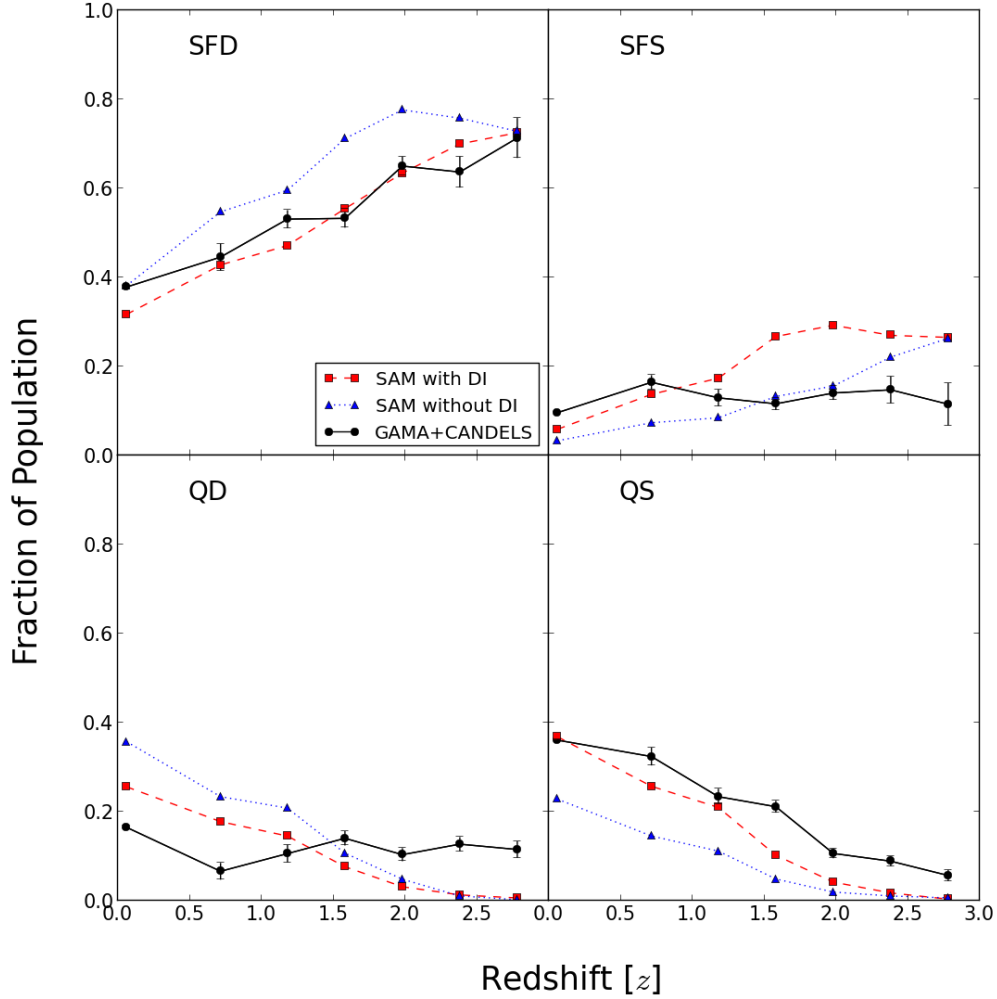 1.0
SFD
SFS
0.8
0.6
0.4
0.2
SAM with DI
SAM without DI
GAMA+CANDELS
0.0
QD
QS
0.8
0.6
0.4
0.2
0.0
0.0 0.5 1.0 1.5 2.0 2.5 0.0 0.5 1.0 1.5 2.0 2.5 3.0
Fraction of Population
Redshift [z]